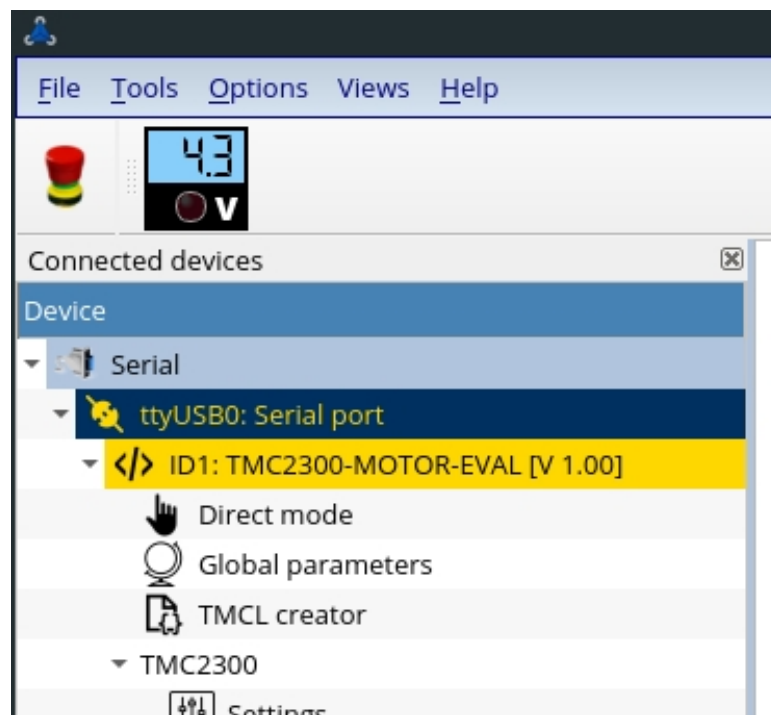 File Tools Options Views Help
4.3
V
Connected devices
Device
Serial
ttyUSB0: Serial port
</> ID1: TMC2300-MOTOR-EVAL [V 1.00]
Direct mode
Global parameters
TMCL creator
TMC2300
Settings